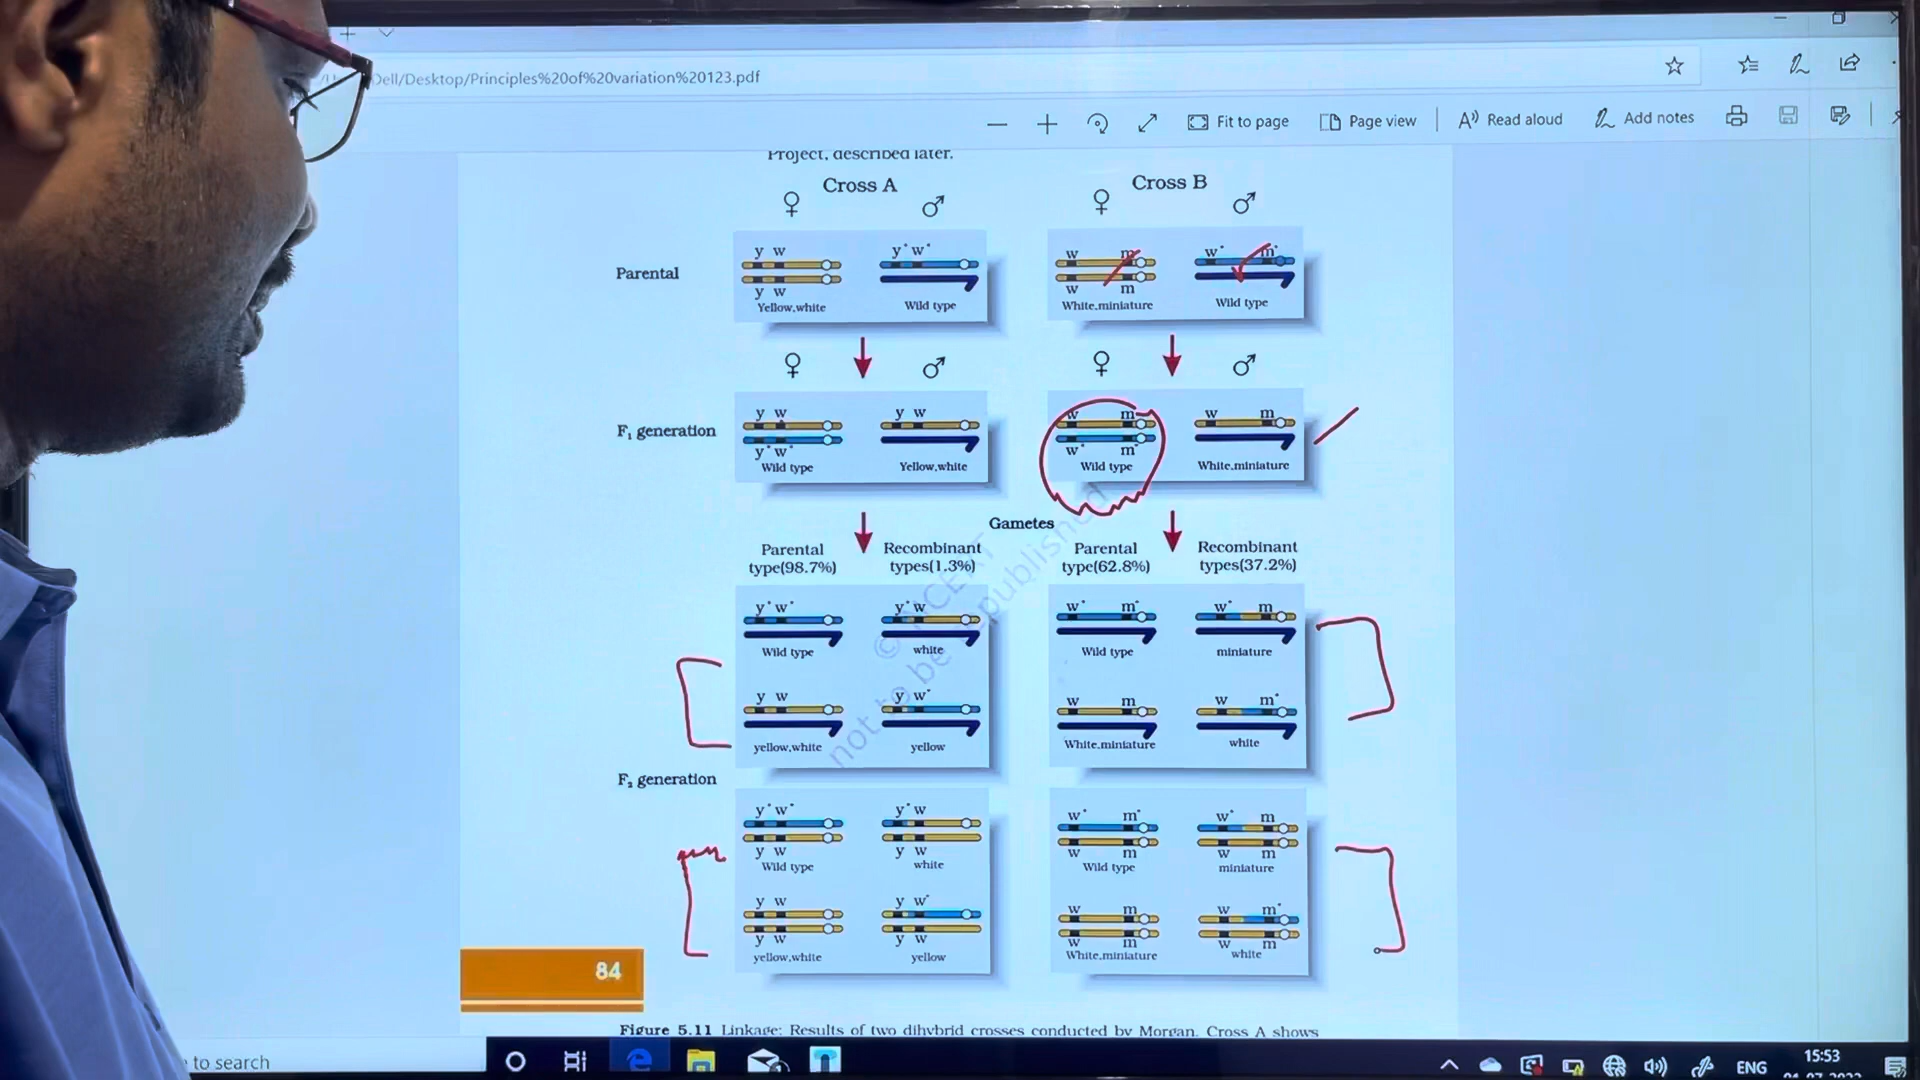 Dell/Desktop/Principles%20of%20variation%20123.pdf
Fit to page
Page view
Read aloud
Add notes
Project, described later.
Cross A
Cross B
♀ ♂ ♀ ♂
Parental
y w
y w
Yellow,white
y⁺ w⁺
Wild type
w m
w m
White,miniature
w⁺ m⁺
Wild type
♀ ♂ ♀ ♂
F₁ generation
y w
y⁺ w⁺
Wild type
y w
Yellow,white
w m
w⁺ m⁺
Wild type
w m
White,miniature
Gametes
Parental
type(98.7%)
Recombinant
types(1.3%)
Parental
type(62.8%)
Recombinant
types(37.2%)
y⁺ w⁺
Wild type
y⁺ w
white
w⁺ m⁺
Wild type
w⁺ m
miniature
y w
yellow,white
y w⁺
yellow
w m
White,miniature
w m⁺
white
F₂ generation
y⁺ w⁺
y w
Wild type
y⁺ w
y w
white
w⁺ m⁺
w m
Wild type
w⁺ m
w m
miniature
y w
y w
yellow,white
y w⁺
y w
yellow
w m
w m
White,miniature
w m⁺
w m
white
© NCERT
not to be republished
84
Figure 5.11 Linkage: Results of two dihybrid crosses conducted by Morgan. Cross A shows
to search
ENG
15:53